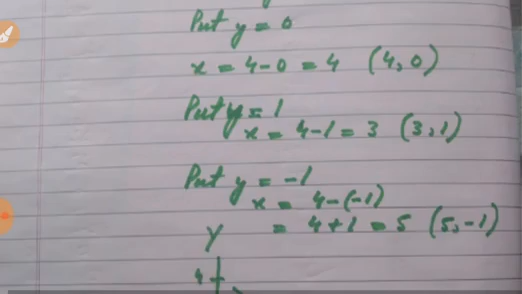 Put y = 0
x = 4-0 = 4 (4,0)
Put y = 1
x = 4-1 = 3 (3,1)
Put y = -1
x = 4-(-1)
= 4+1 = 5 (5,-1)
Y
4